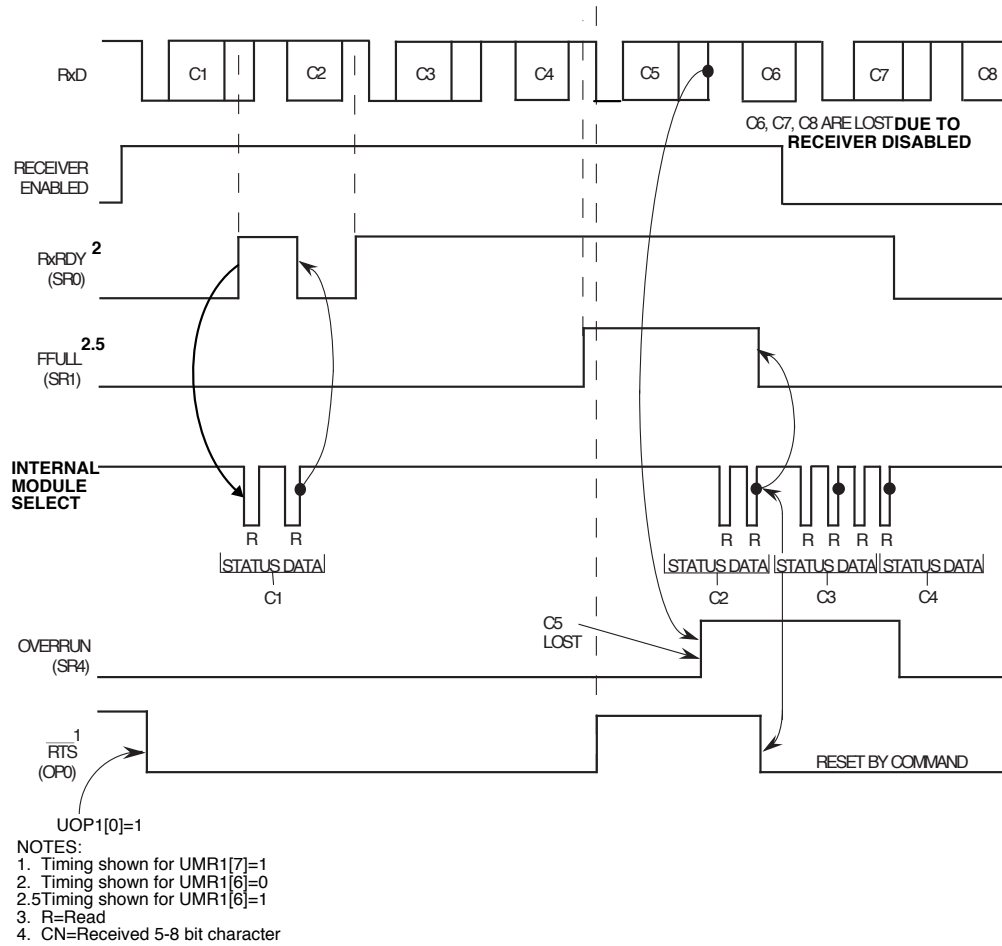 RxD
C1 C2 C3 C4 C5 C6 C7 C8
C6, C7, C8 ARE LOST DUE TO
RECEIVER DISABLED
RECEIVER
ENABLED
RxRDY 2
(SR0)
FFULL 2.5
(SR1)
INTERNAL
MODULE
SELECT
R R R R R R R R
STATUS DATA STATUS DATA STATUS DATA STATUS DATA
C1 C2 C3 C4
C5
LOST
OVERRUN
(SR4)
RTS 1
(OP0)
RESET BY COMMAND
UOP1[0]=1
NOTES:
1. Timing shown for UMR1[7]=1
2. Timing shown for UMR1[6]=0
2.5Timing shown for UMR1[6]=1
3. R=Read
4. CN=Received 5-8 bit character